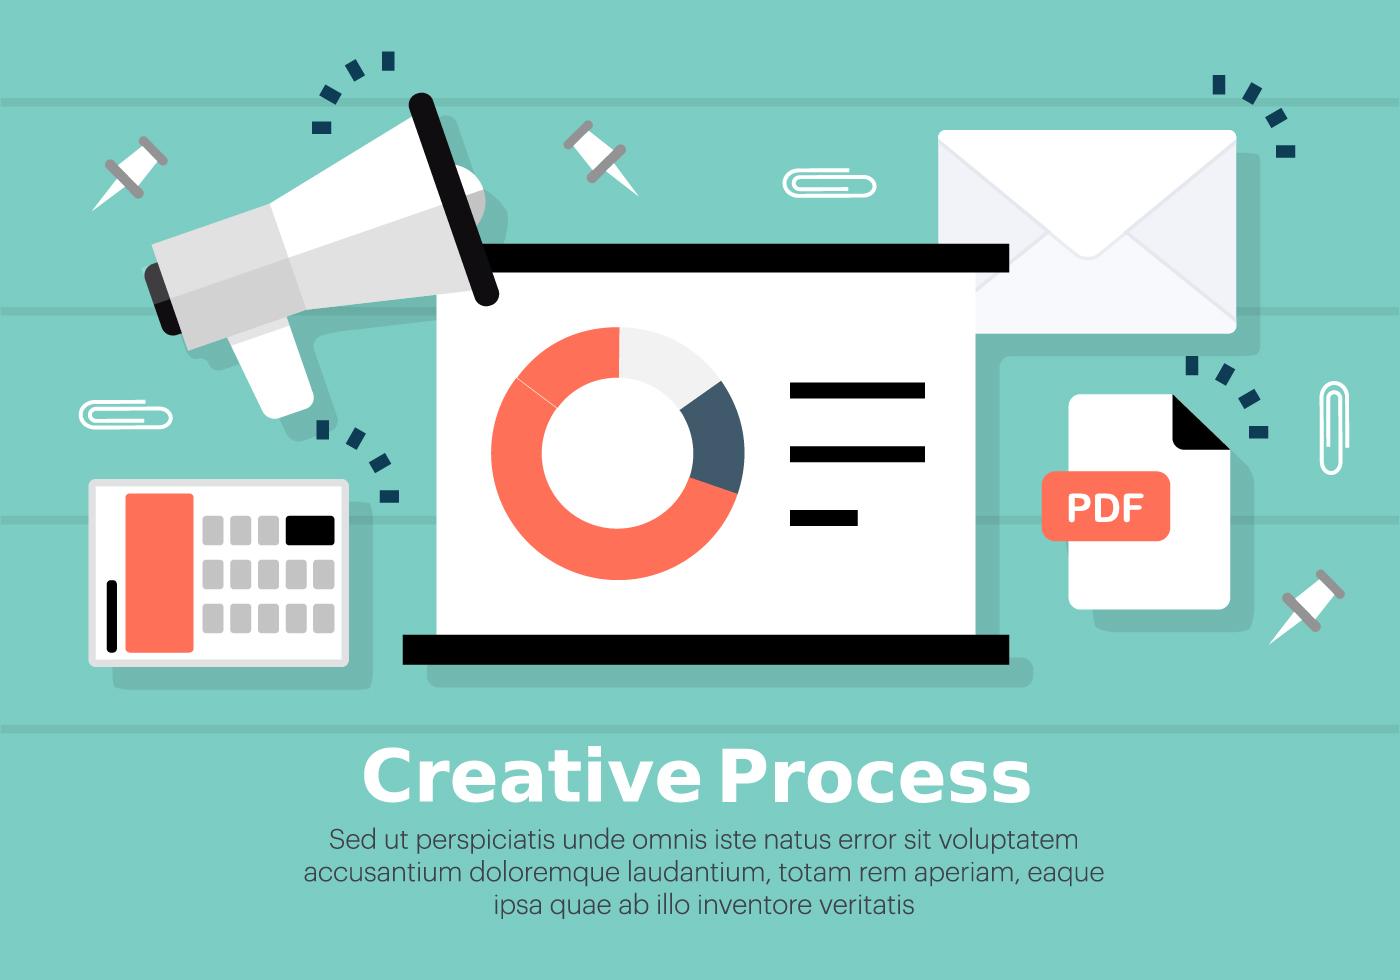 PDF
Creative Process
Sed ut perspiciatis unde omnis iste natus error sit voluptatem
accusantium doloremque laudantium, totam rem aperiam, eaque
ipsa quae ab illo inventore veritatis